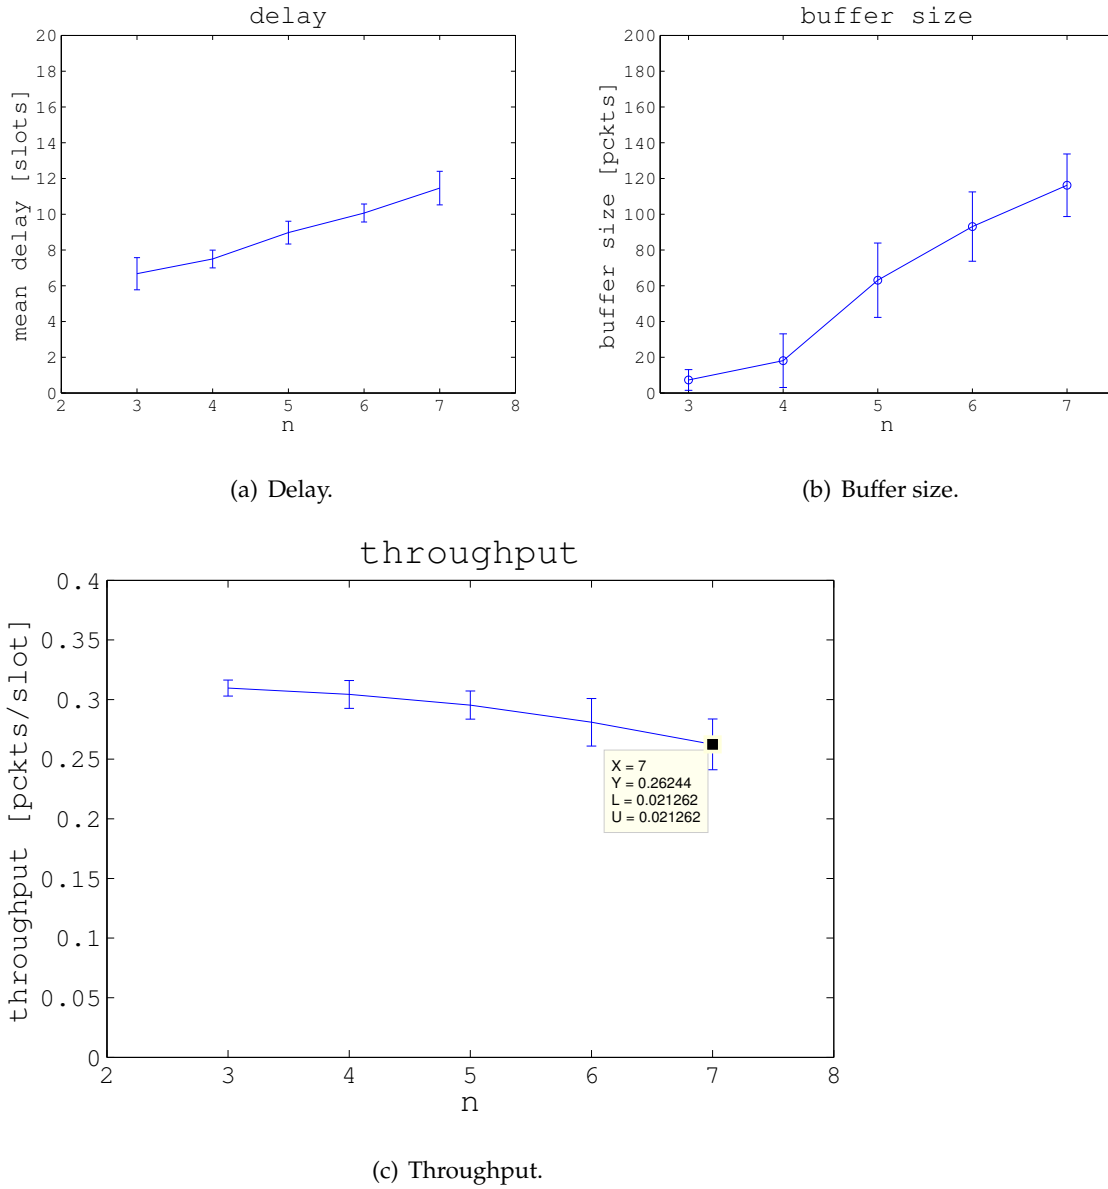 delay
mean delay [slots]
20
18
16
14
12
10
8
6
4
2
0
2 3 4 5 6 7 8
n
(a) Delay.
buffer size
buffer size [pckts]
200
180
160
140
120
100
80
60
40
20
0
3 4 5 6 7
n
(b) Buffer size.
throughput
throughput [pckts/slot]
0.4
0.35
0.3
0.25
0.2
0.15
0.1
0.05
0
X = 7
Y = 0.26244
L = 0.021262
U = 0.021262
2 3 4 5 6 7 8
n
(c) Throughput.